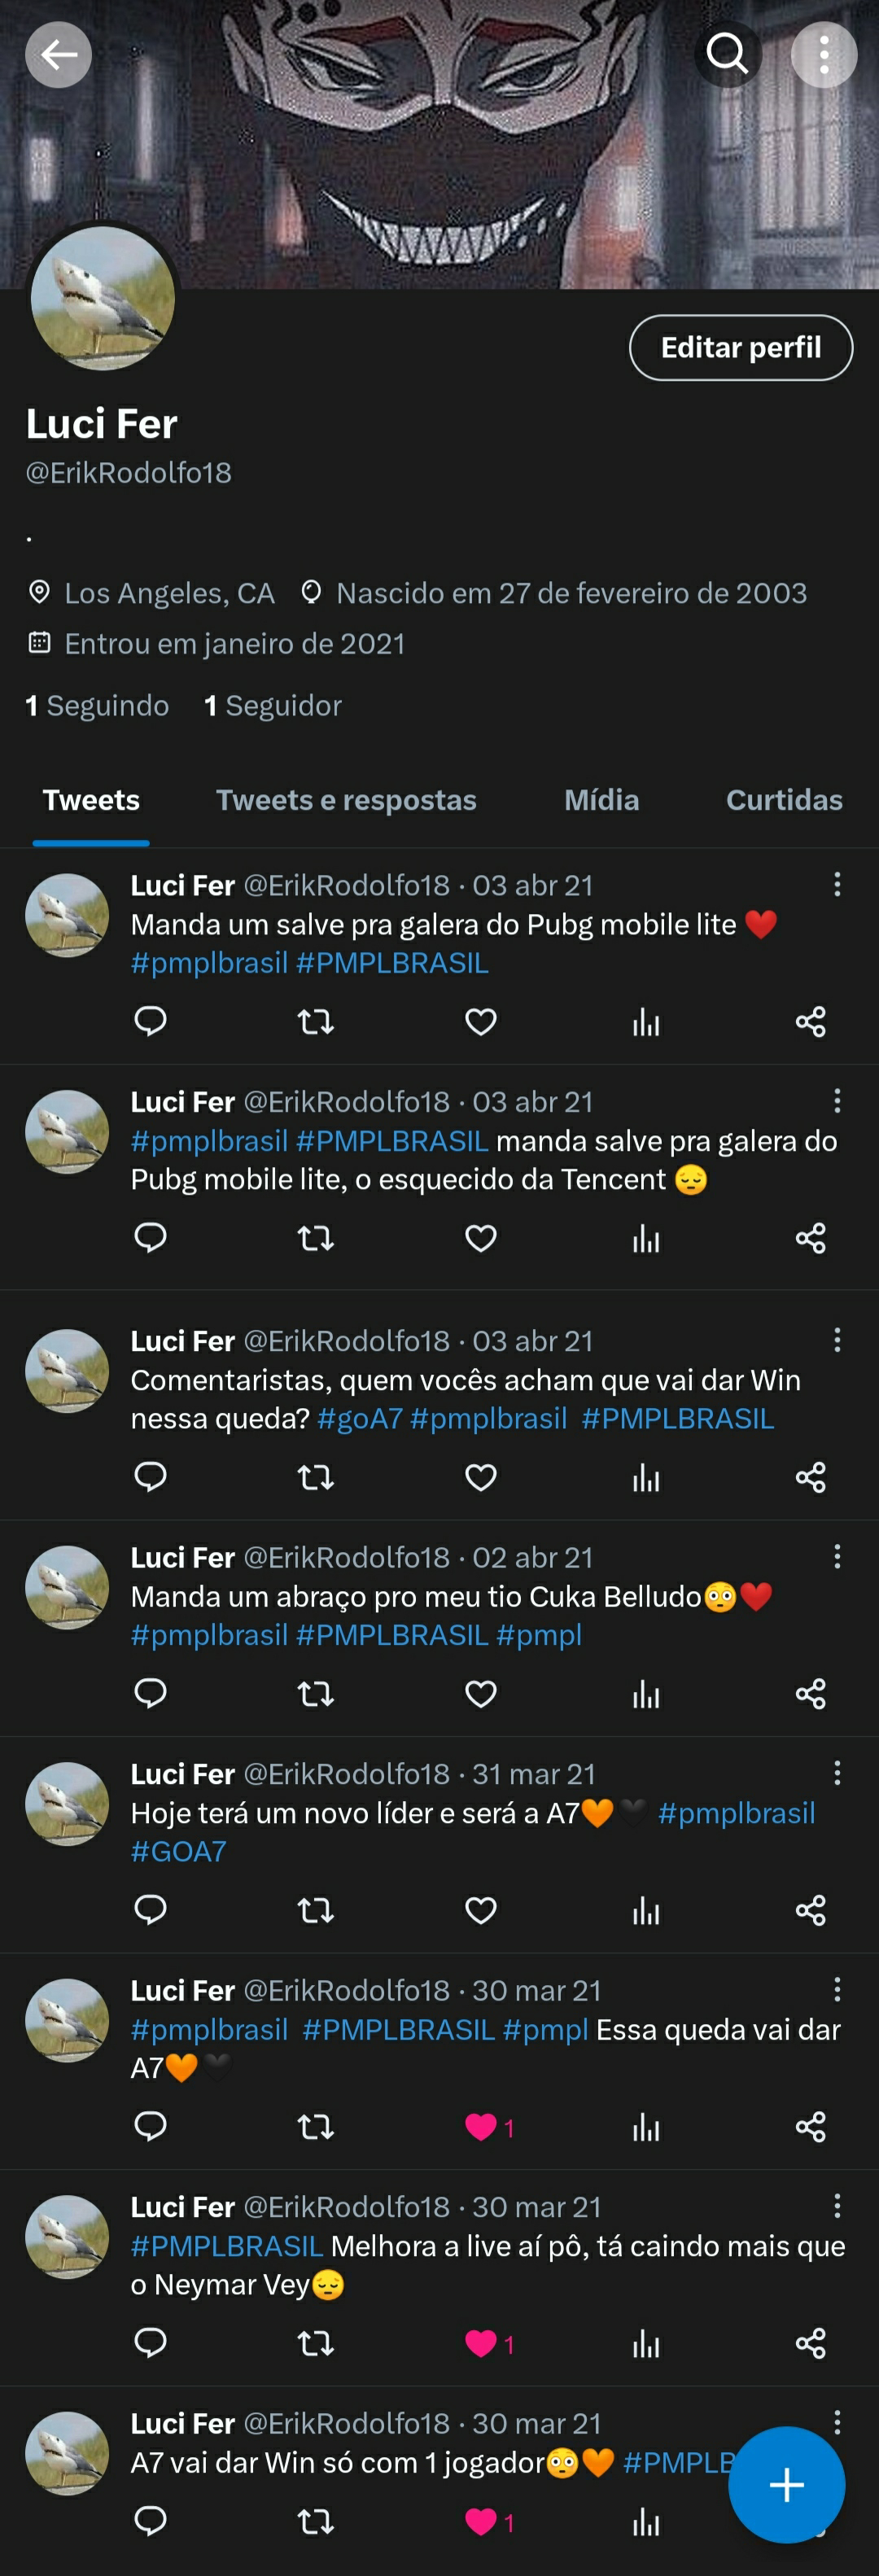 Editar perfil
Luci Fer
@ErikRodolfo18
.
Los Angeles, CA Nascido em 27 de fevereiro de 2003
Entrou em janeiro de 2021
1 Seguindo 1 Seguidor
Tweets Tweets e respostas Mídia Curtidas
Luci Fer @ErikRodolfo18 · 03 abr 21
Manda um salve pra galera do Pubg mobile lite ❤️
#pmplbrasil #PMPLBRASIL
Luci Fer @ErikRodolfo18 · 03 abr 21
#pmplbrasil #PMPLBRASIL manda salve pra galera do
Pubg mobile lite, o esquecido da Tencent 😔
Luci Fer @ErikRodolfo18 · 03 abr 21
Comentaristas, quem vocês acham que vai dar Win
nessa queda? #goA7 #pmplbrasil #PMPLBRASIL
Luci Fer @ErikRodolfo18 · 02 abr 21
Manda um abraço pro meu tio Cuka Belludo😳❤️
#pmplbrasil #PMPLBRASIL #pmpl
Luci Fer @ErikRodolfo18 · 31 mar 21
Hoje terá um novo líder e será a A7🧡🖤 #pmplbrasil
#GOA7
Luci Fer @ErikRodolfo18 · 30 mar 21
#pmplbrasil #PMPLBRASIL #pmpl Essa queda vai dar
A7🧡🖤
1
Luci Fer @ErikRodolfo18 · 30 mar 21
#PMPLBRASIL Melhora a live aí pô, tá caindo mais que
o Neymar Vey😔
1
Luci Fer @ErikRodolfo18 · 30 mar 21
A7 vai dar Win só com 1 jogador😳🧡 #PMPLB
1